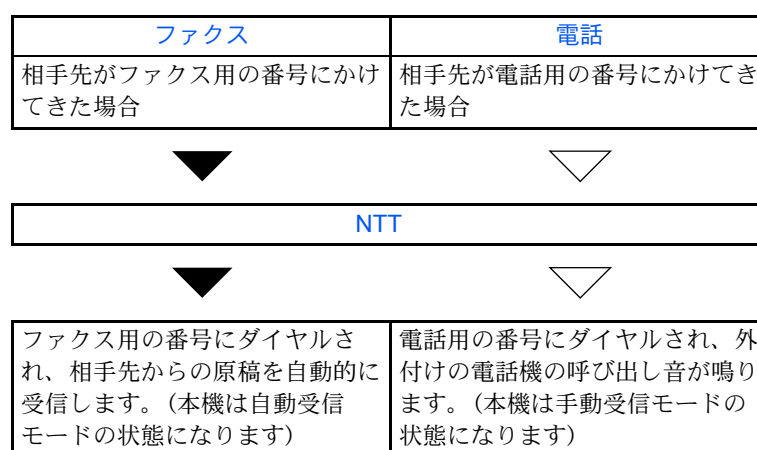 ファクス
電話
相手先がファクス用の番号にかけ
てきた場合
相手先が電話用の番号にかけてき
た場合
NTT
ファクス用の番号にダイヤルさ
れ、相手先からの原稿を自動的に
受信します。(本機は自動受信
モードの状態になります)
電話用の番号にダイヤルされ、外
付けの電話機の呼び出し音が鳴り
ます。(本機は手動受信モードの
状態になります)